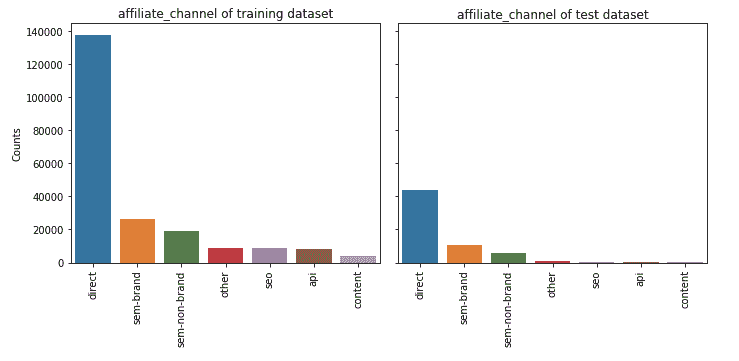 affiliate_channel of training dataset
affiliate_channel of test dataset
Counts
140000
120000
100000
80000
60000
40000
20000
0
direct
sem-brand
sem-non-brand
other
seo
api
content
direct
sem-brand
sem-non-brand
other
seo
api
content